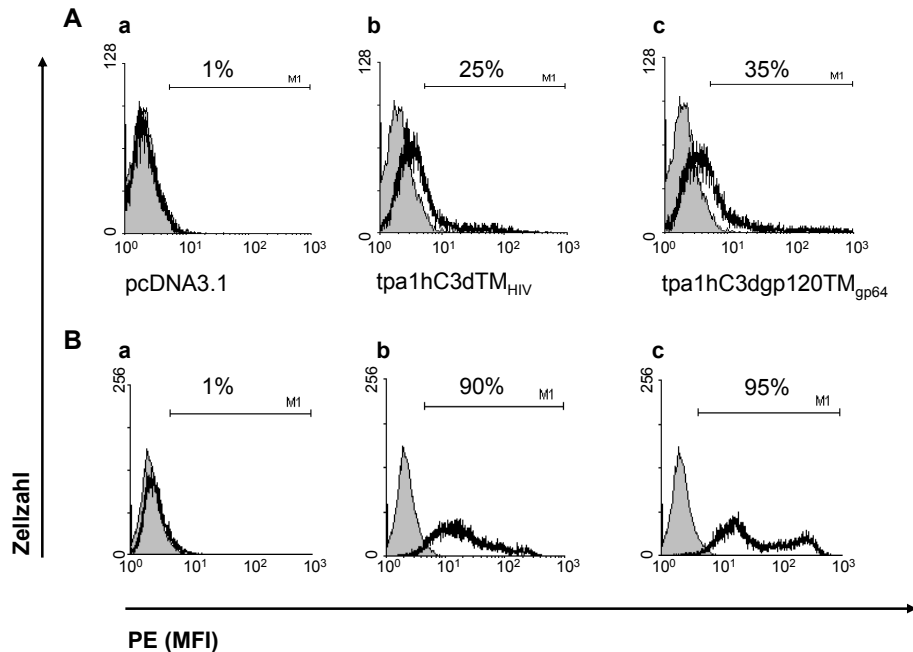 A
a
b
c
128
1%
M1
0
10⁰ 10¹ 10² 10³
pcDNA3.1
128
25%
M1
0
10⁰ 10¹ 10² 10³
tpa1hC3dTM_HIV
128
35%
M1
0
10⁰ 10¹ 10² 10³
tpa1hC3dgp120TM_gp64
B
a
b
c
256
1%
M1
0
10⁰ 10¹ 10² 10³
256
90%
M1
0
10⁰ 10¹ 10² 10³
256
95%
M1
0
10⁰ 10¹ 10² 10³
Zellzahl
PE (MFI)